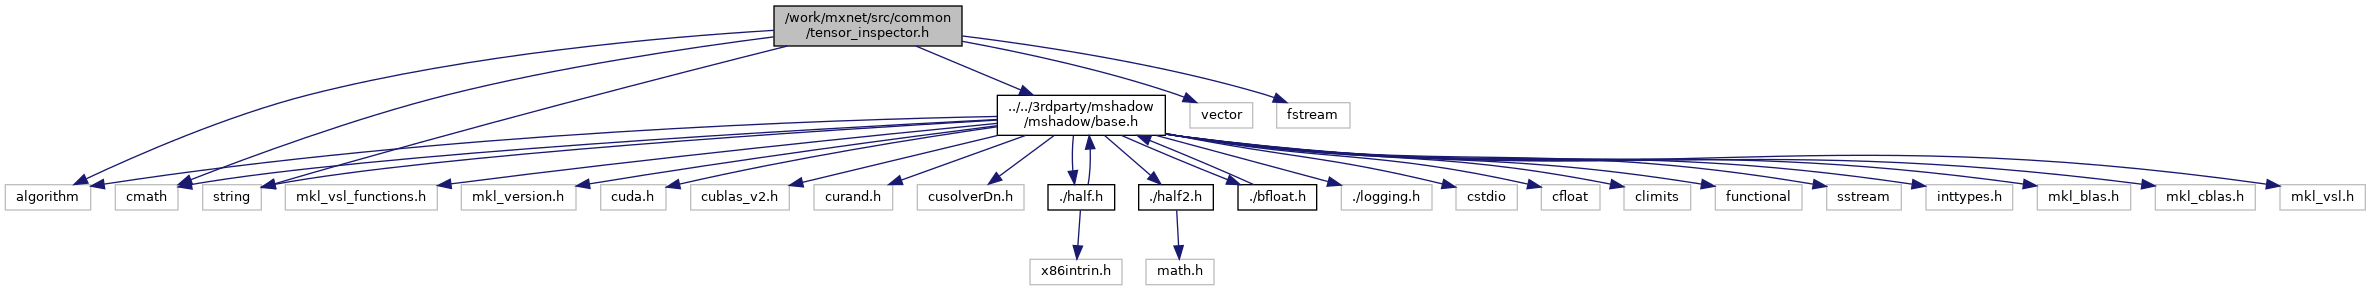 /work/mxnet/src/common
/tensor_inspector.h
../../3rdparty/mshadow
/mshadow/base.h
vector
fstream
algorithm
cmath
string
mkl_vsl_functions.h
mkl_version.h
cuda.h
cublas_v2.h
curand.h
cusolverDn.h
./half.h
./half2.h
./bfloat.h
./logging.h
cstdio
cfloat
climits
functional
sstream
inttypes.h
mkl_blas.h
mkl_cblas.h
mkl_vsl.h
x86intrin.h
math.h